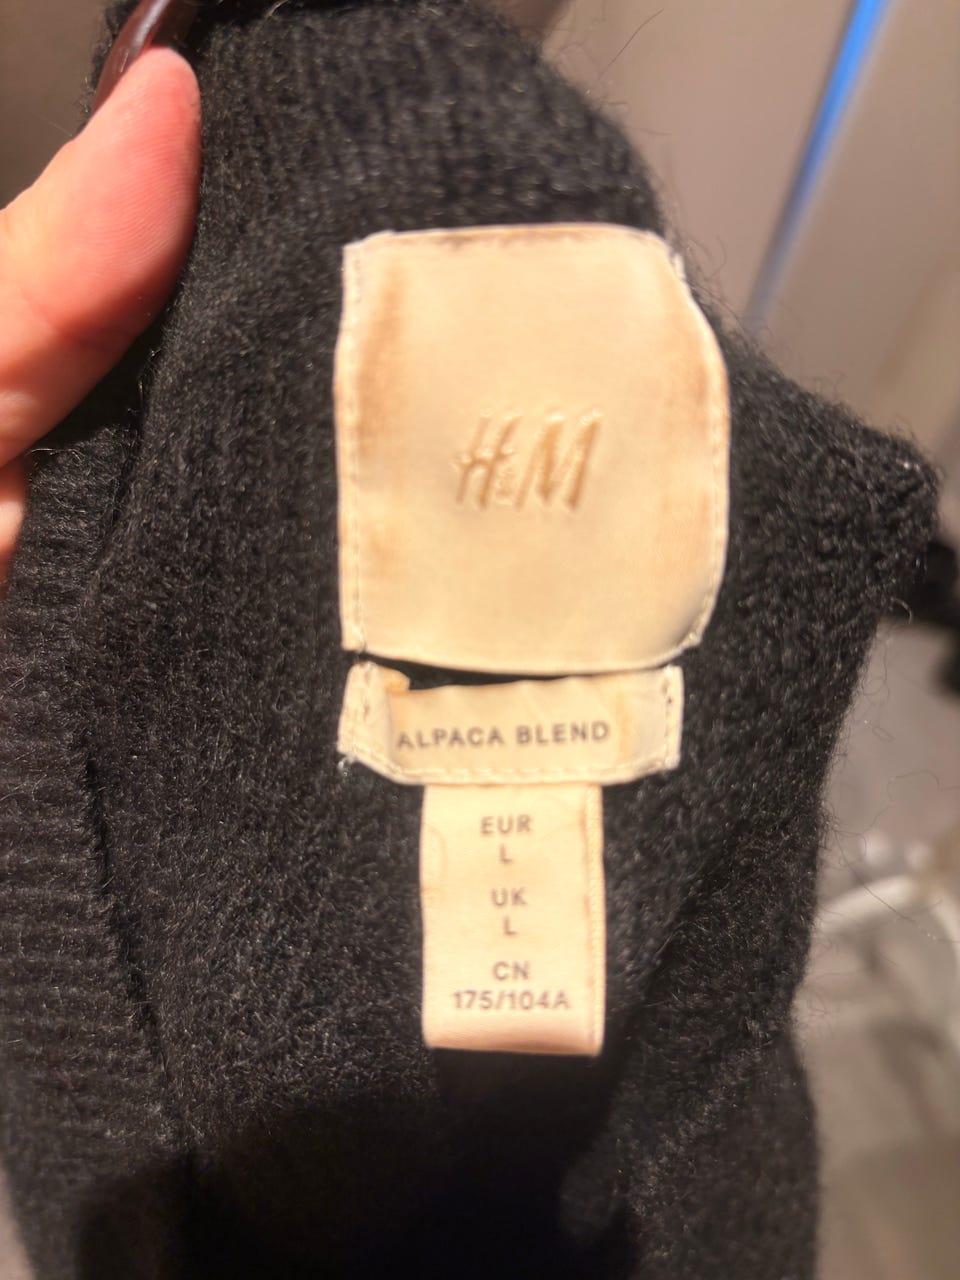 H&M
ALPACA BLEND
EUR
L
UK
L
CN
175/104A